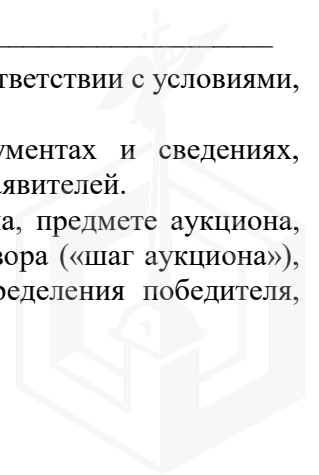 ответствии с условиями,
ументах и сведениях,
явителей.
а, предмете аукциона,
вора («шаг аукциона»),
ределения победителя,